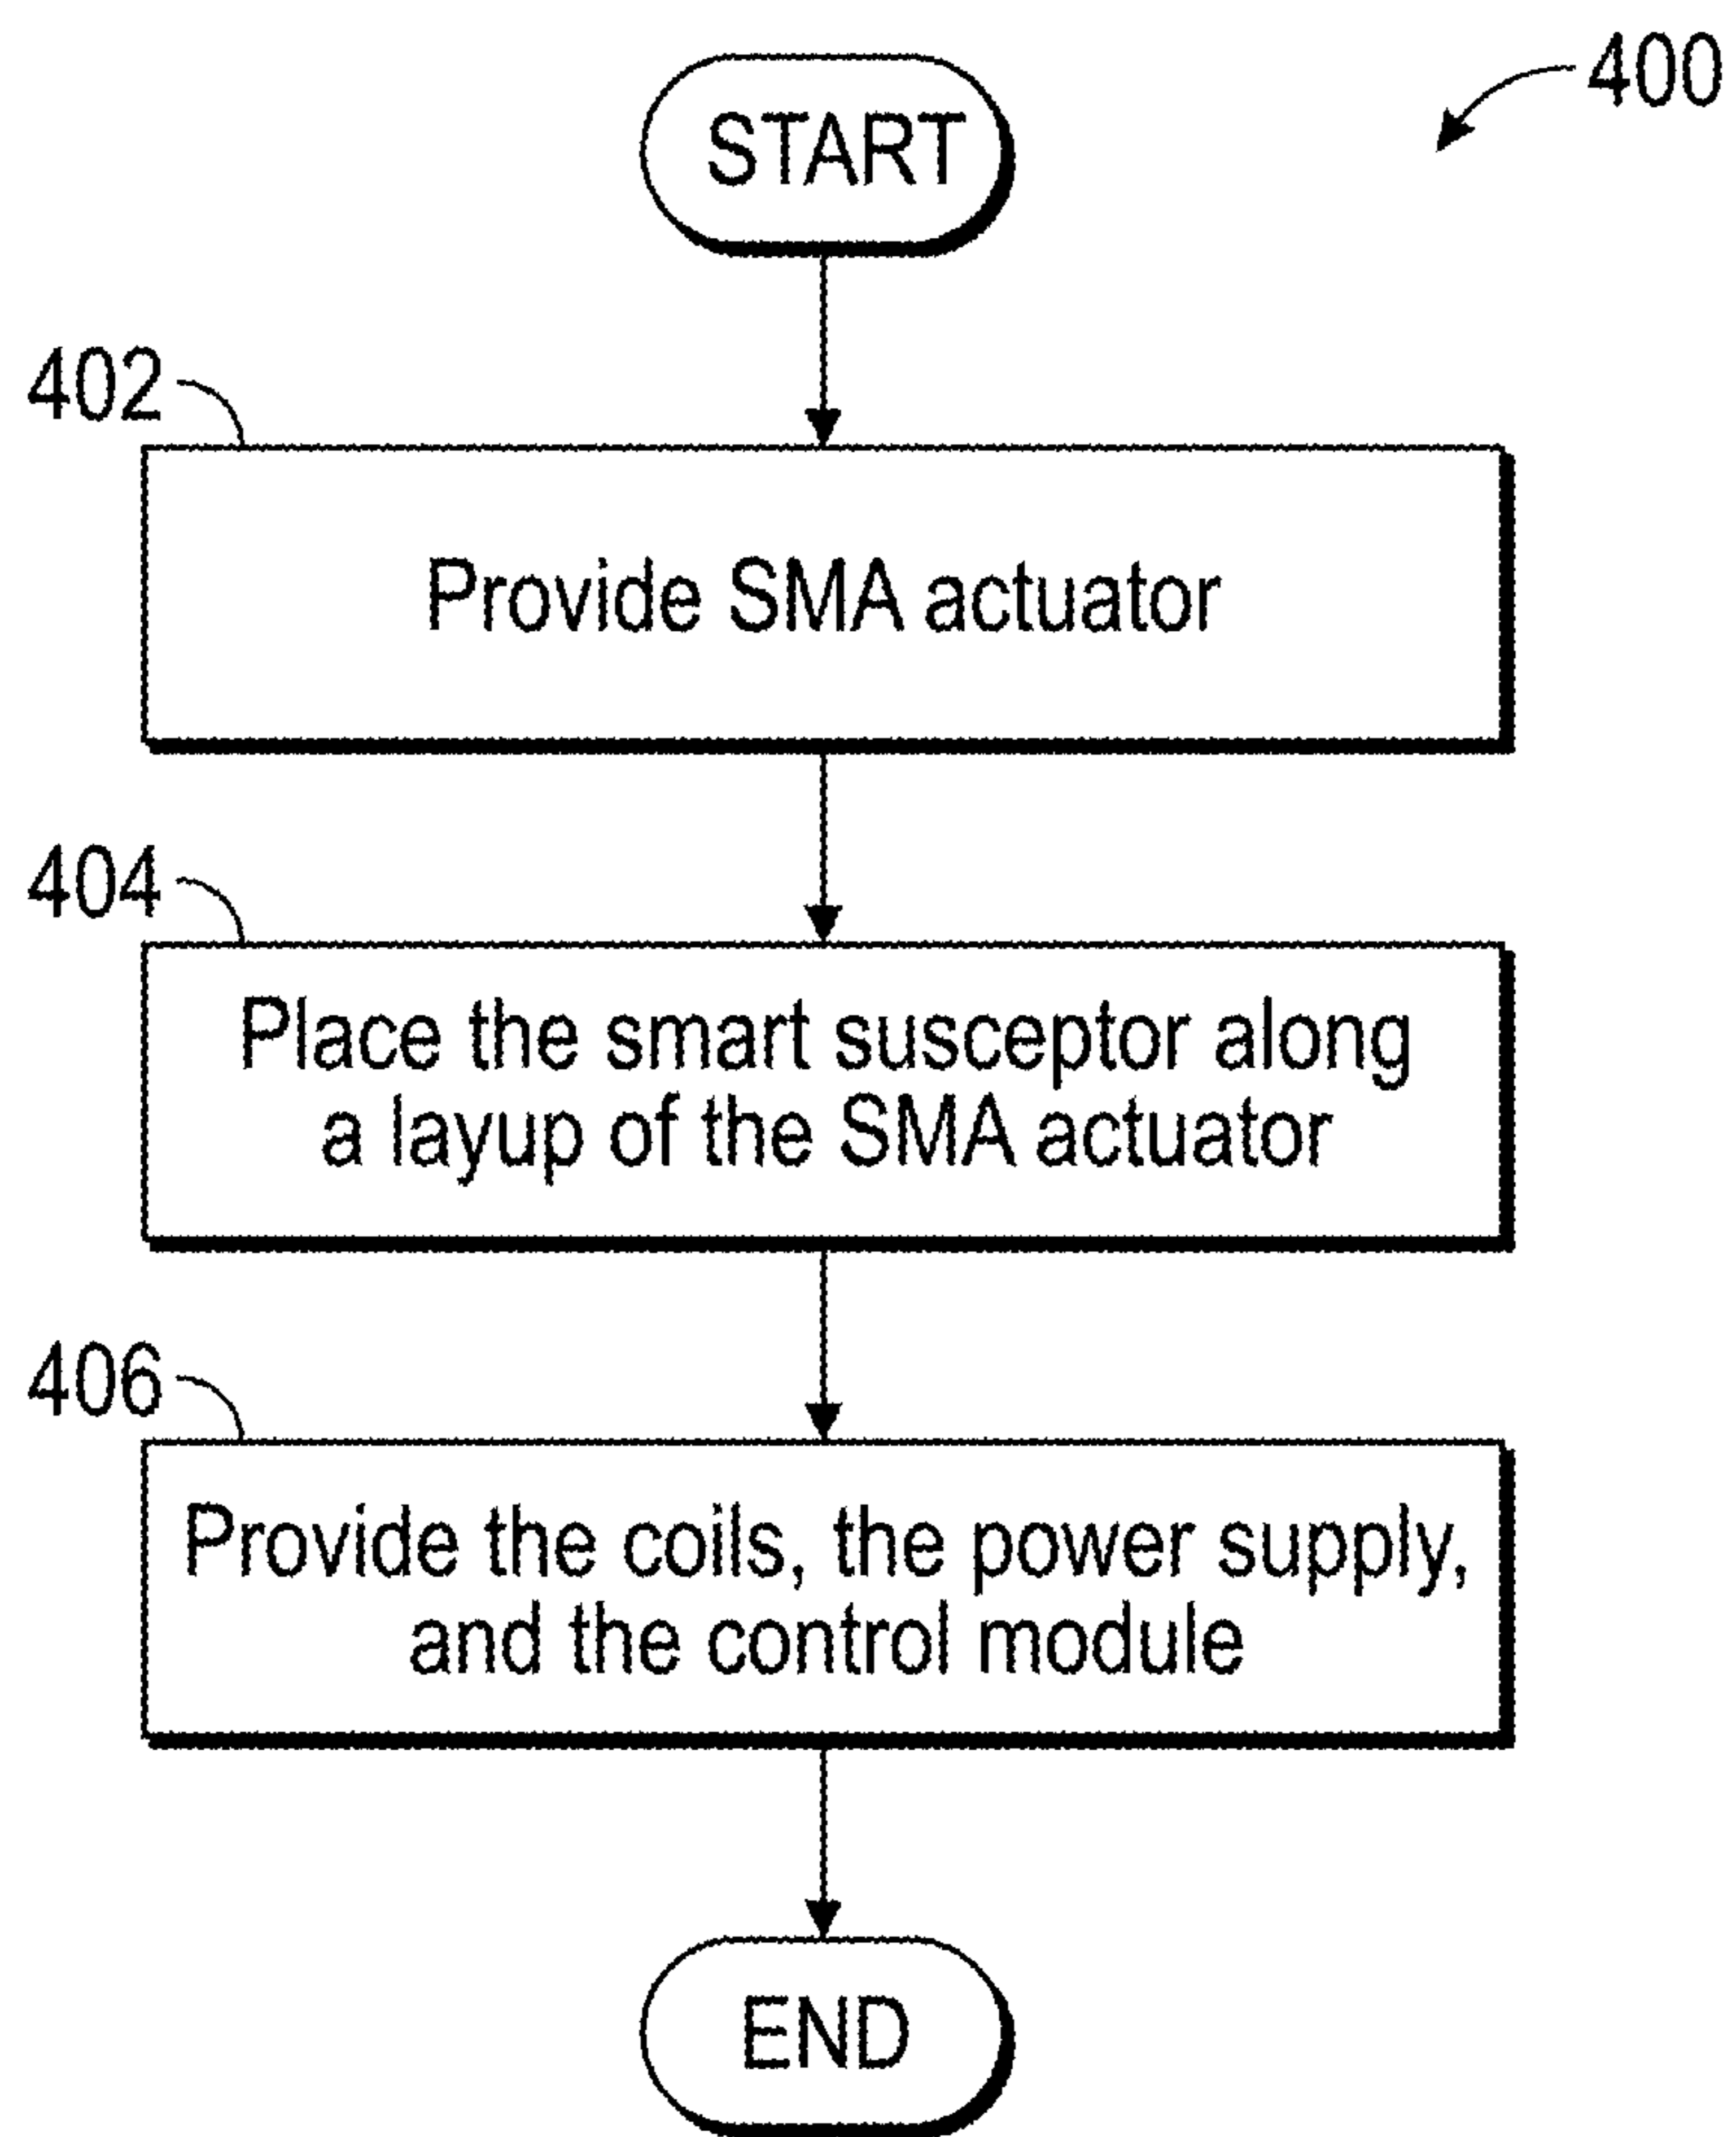 400
START
402
Provide SMA actuator
404
Place the smart susceptor along
a layup of the SMA actuator
406
Provide the coils, the power supply,
and the control module
END